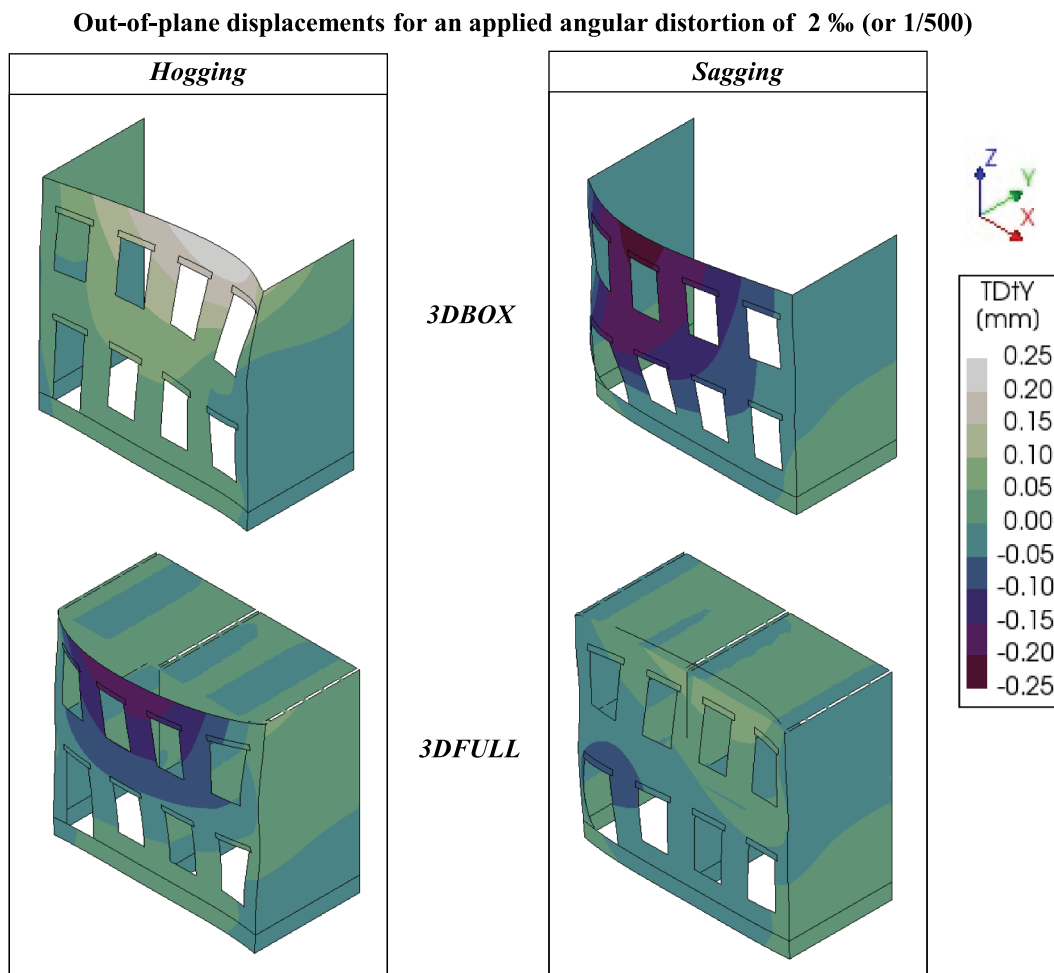 Out-of-plane displacements for an applied angular distortion of 2 ‰ (or 1/500)
Hogging
Sagging
3DBOX
3DFULL
Z
Y
X
TDtY
(mm)
0.25
0.20
0.15
0.10
0.05
0.00
-0.05
-0.10
-0.15
-0.20
-0.25